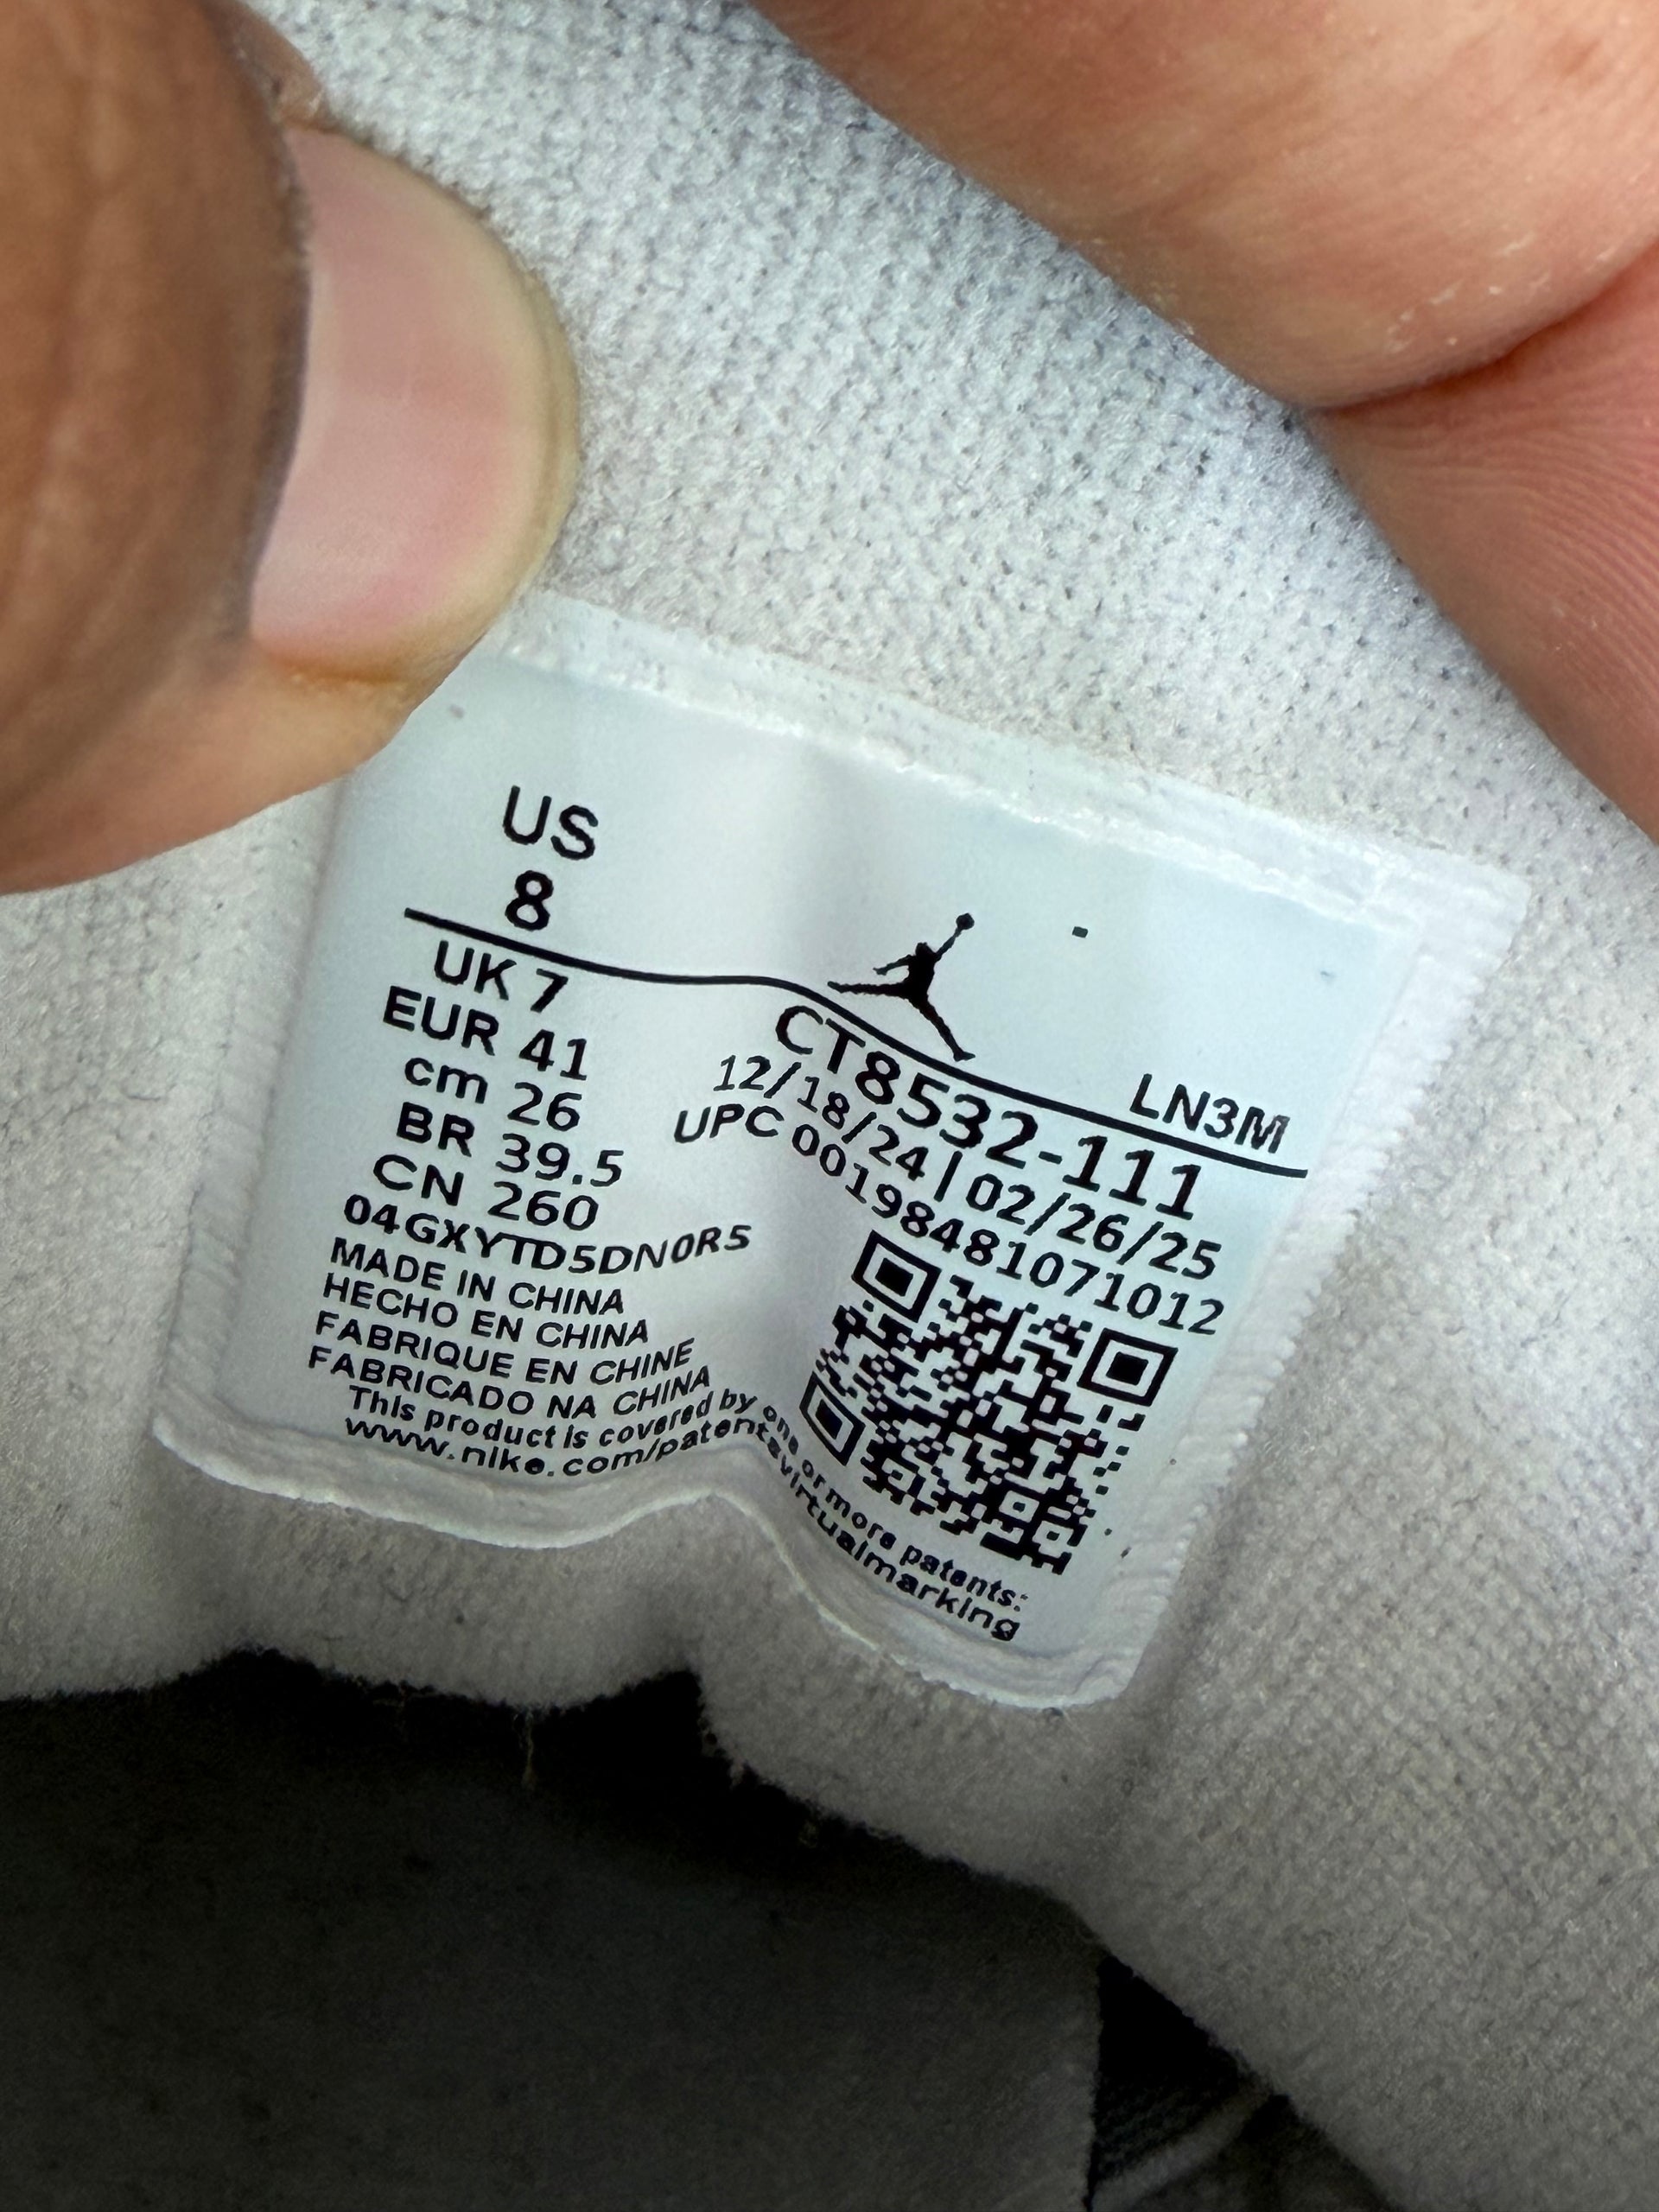 US
8
UK 7
EUR 41
cm 26
BR 39.5
CN 260
04GXYTD5DN0R5
MADE IN CHINA
HECHO EN CHINA
FABRIQUE EN CHINE
FABRICADO NA CHINA
LN3M
CT8532-111
12/18/24 | 02/26/25
UPC 00198481071012
This product is covered by one or more patents:
www.nike.com/patentsvirtualmarking